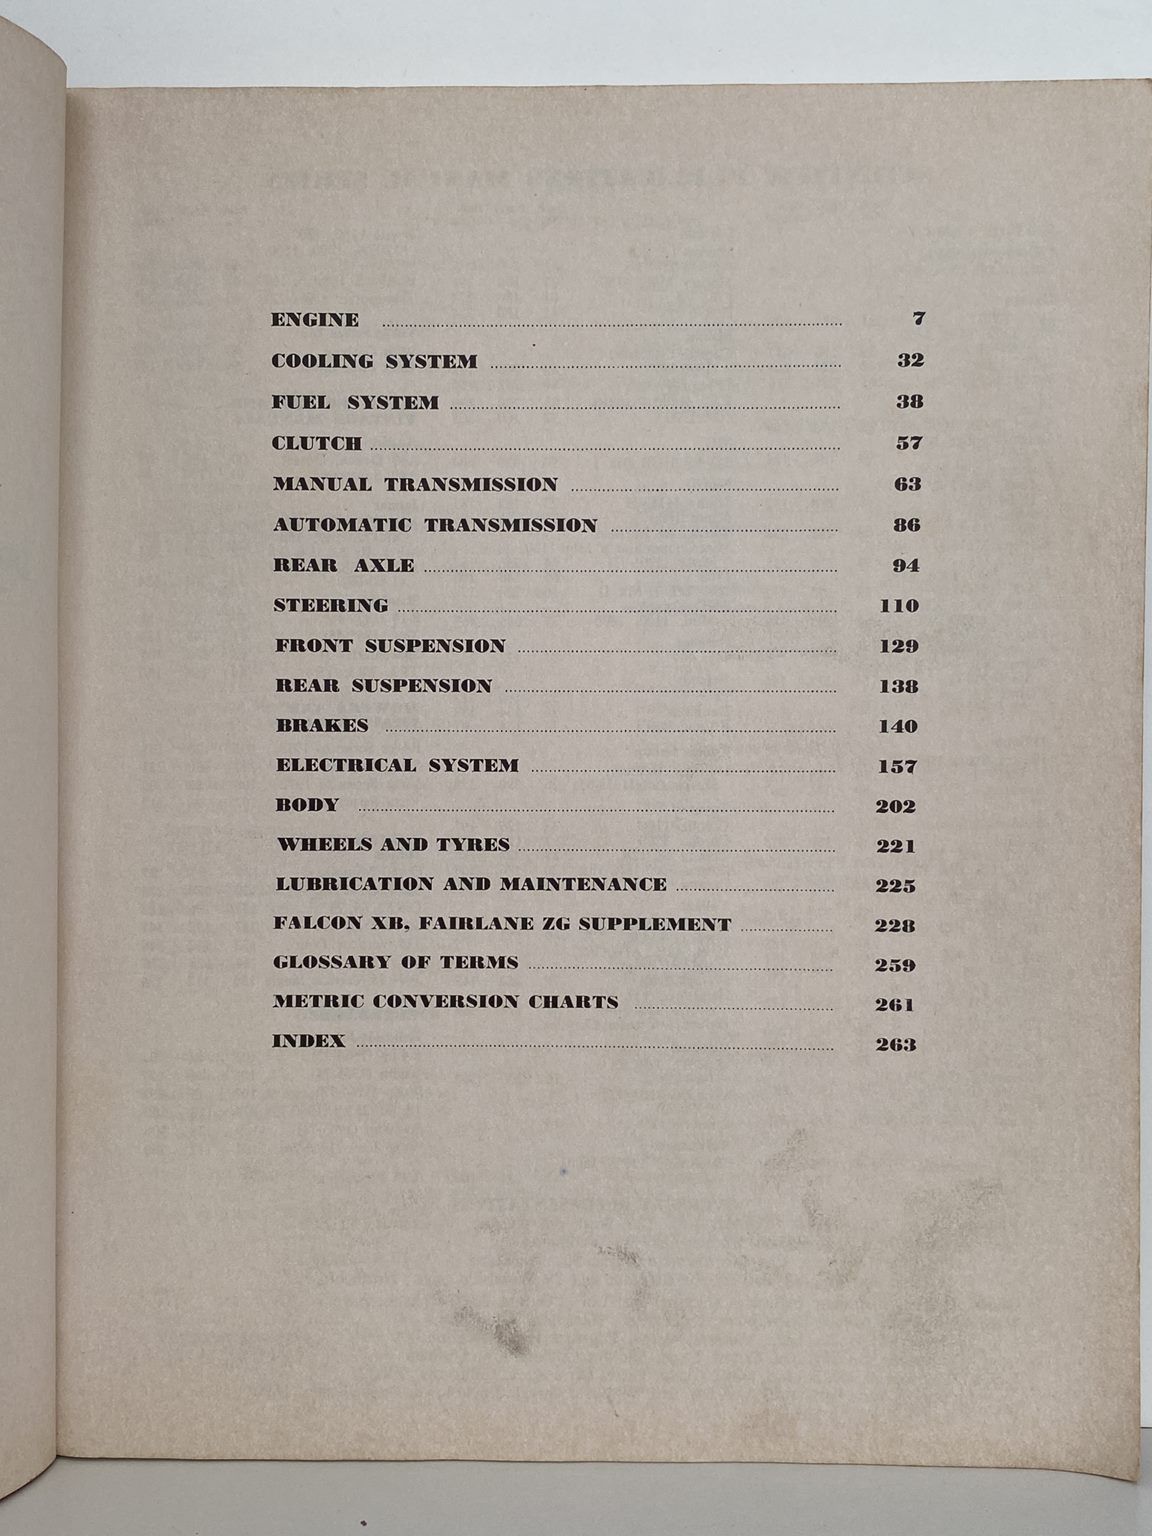 ENGINE 7
COOLING SYSTEM 32
FUEL SYSTEM 38
CLUTCH 57
MANUAL TRANSMISSION 63
AUTOMATIC TRANSMISSION 86
REAR AXLE 94
STEERING 110
FRONT SUSPENSION 129
REAR SUSPENSION 138
BRAKES 140
ELECTRICAL SYSTEM 157
BODY 202
WHEELS AND TYRES 221
LUBRICATION AND MAINTENANCE 225
FALCON XB, FAIRLANE ZG SUPPLEMENT 228
GLOSSARY OF TERMS 259
METRIC CONVERSION CHARTS 261
INDEX 263